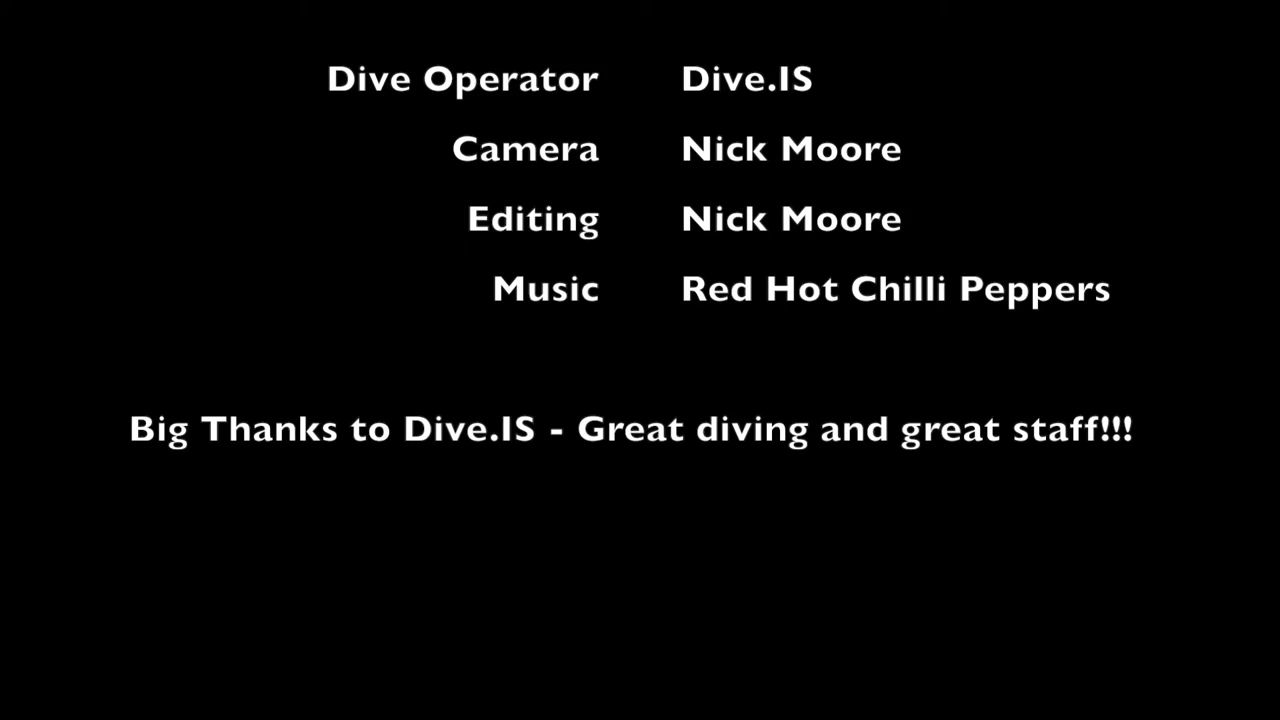 Dive Operator Dive.IS
Camera Nick Moore
Editing Nick Moore
Music Red Hot Chilli Peppers
Big Thanks to Dive.IS - Great diving and great staff!!!